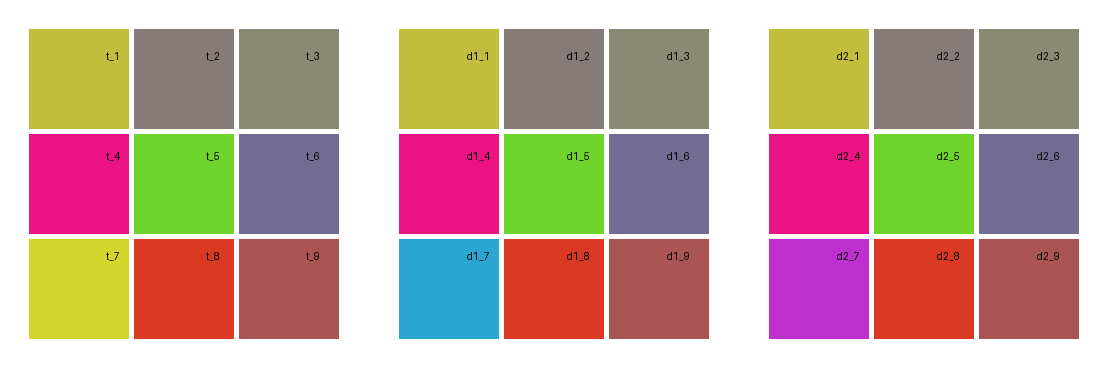 t_1 t_2 t_3 d1_1 d1_2 d1_3 d2_1 d2_2 d2_3
t_4 t_5 t_6 d1_4 d1_5 d1_6 d2_4 d2_5 d2_6
t_7 t_8 t_9 d1_7 d1_8 d1_9 d2_7 d2_8 d2_9